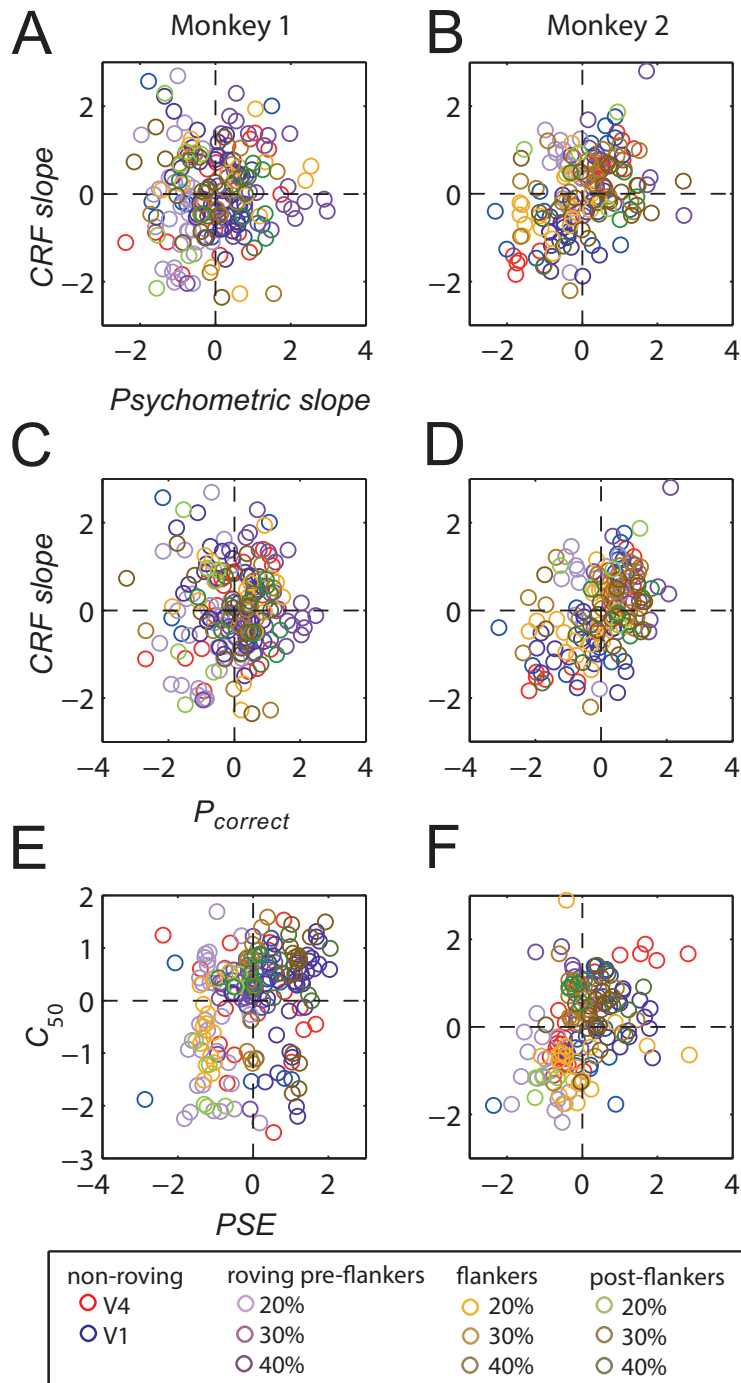 A Monkey 1 B Monkey 2
2 2
0 0
−2 −2
CRF slope
−2 0 2 4 −2 0 2 4
Psychometric slope
C D
2 2
0 0
−2 −2
CRF slope
−4 −2 0 2 4 −2 0 2 4
P correct
E F
2
1 2
0 0
−1
−2 −2
−3
C50
−4 −2 0 2 −2 0 2 4
PSE
non-roving roving pre-flankers flankers post-flankers
V4 20% 20% 20%
V1 30% 30% 30%
40% 40% 40%